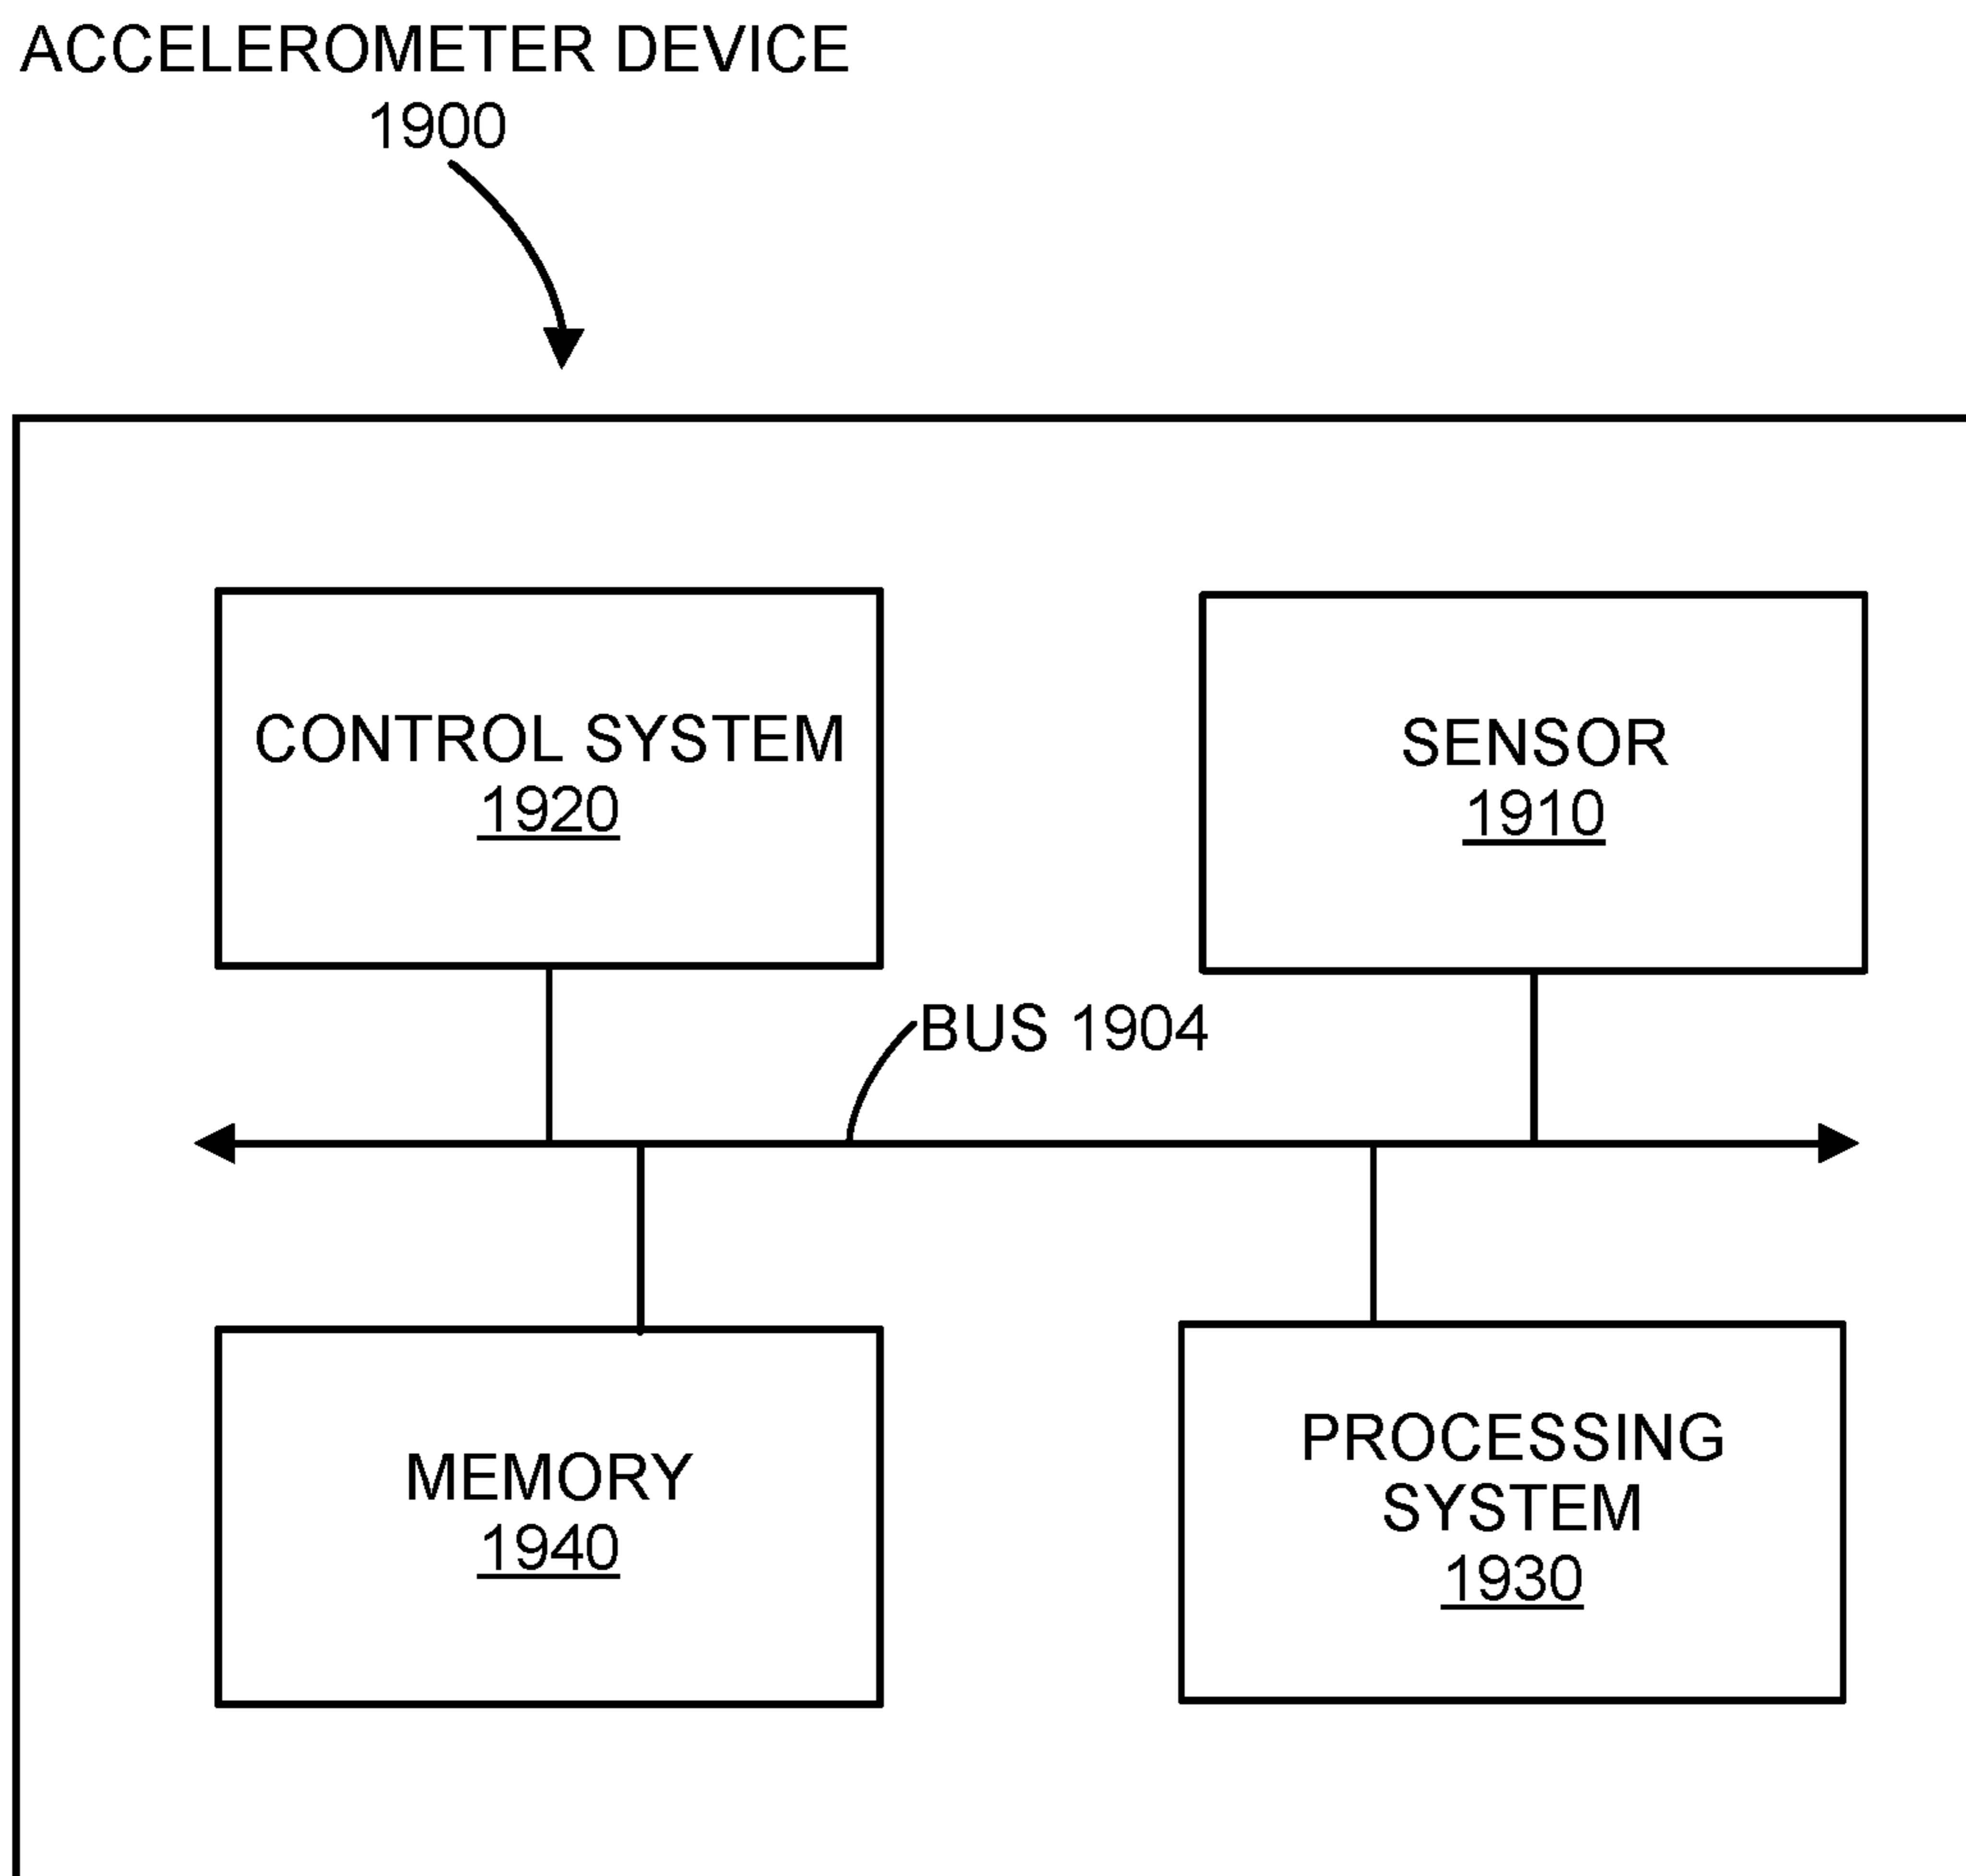 ACCELEROMETER DEVICE
1900
CONTROL SYSTEM
1920
SENSOR
1910
BUS 1904
MEMORY
1940
PROCESSING
SYSTEM
1930